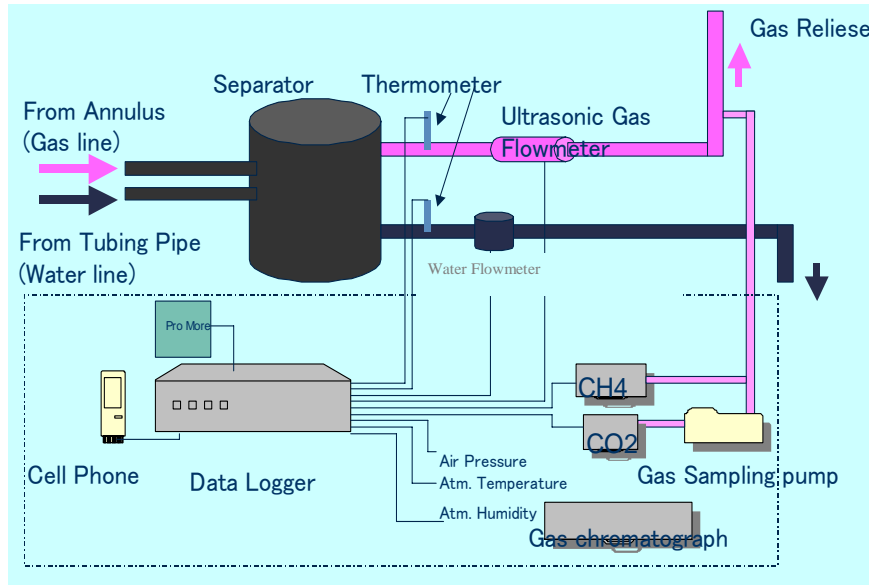 Gas Reliese
Separator
Thermometer
From Annulus
(Gas line)
Ultrasonic Gas
Flowmeter
From Tubing Pipe
(Water line)
Water Flowmeter
Pro More
CH4
CO2
Cell Phone
Data Logger
Air Pressure
Atm. Temperature
Atm. Humidity
Gas Sampling pump
Gas chromatograph